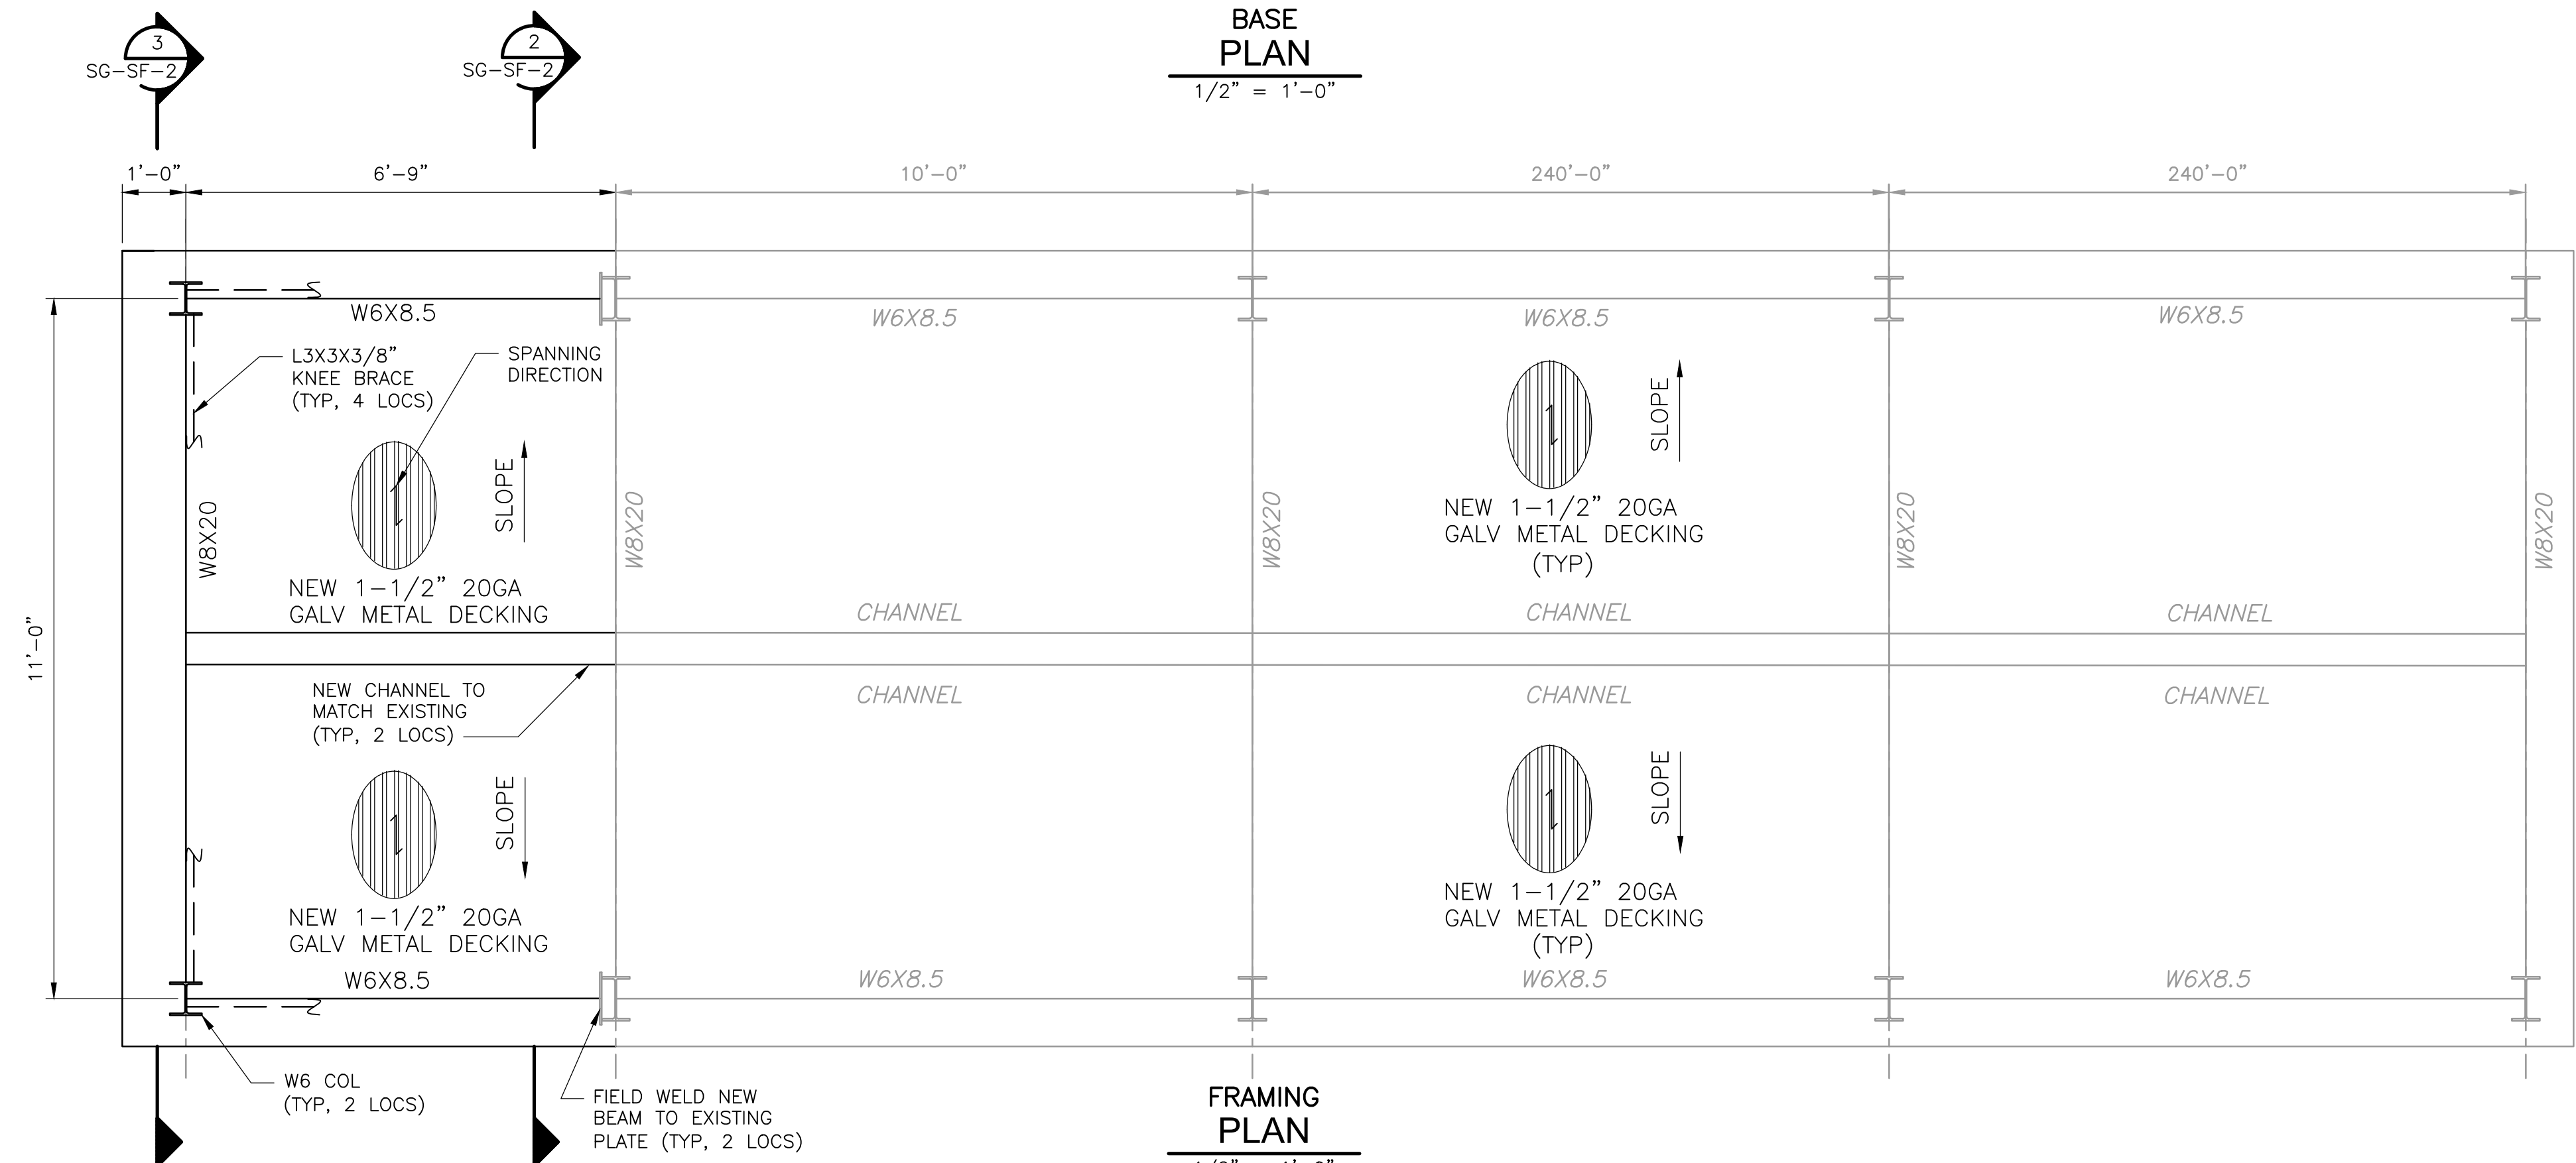 BASE
PLAN
1/2" = 1'-0"
3
SG-SF-2
2
SG-SF-2
1'-0"
6'-9"
10'-0"
240'-0"
240'-0"
W6X8.5
W6X8.5
W6X8.5
W6X8.5
L3X3X3/8"
KNEE BRACE
(TYP, 4 LOCS)
SPANNING
DIRECTION
SLOPE
SLOPE
W8X20
W8X20
W8X20
W8X20
W8X20
NEW 1-1/2" 20GA
GALV METAL DECKING
NEW 1-1/2" 20GA
GALV METAL DECKING
(TYP)
11'-0"
CHANNEL
CHANNEL
CHANNEL
NEW CHANNEL TO
MATCH EXISTING
(TYP, 2 LOCS)
CHANNEL
CHANNEL
CHANNEL
SLOPE
SLOPE
NEW 1-1/2" 20GA
GALV METAL DECKING
NEW 1-1/2" 20GA
GALV METAL DECKING
(TYP)
W6X8.5
W6X8.5
W6X8.5
W6X8.5
W6 COL
(TYP, 2 LOCS)
FIELD WELD NEW
BEAM TO EXISTING
PLATE (TYP, 2 LOCS)
FRAMING
PLAN